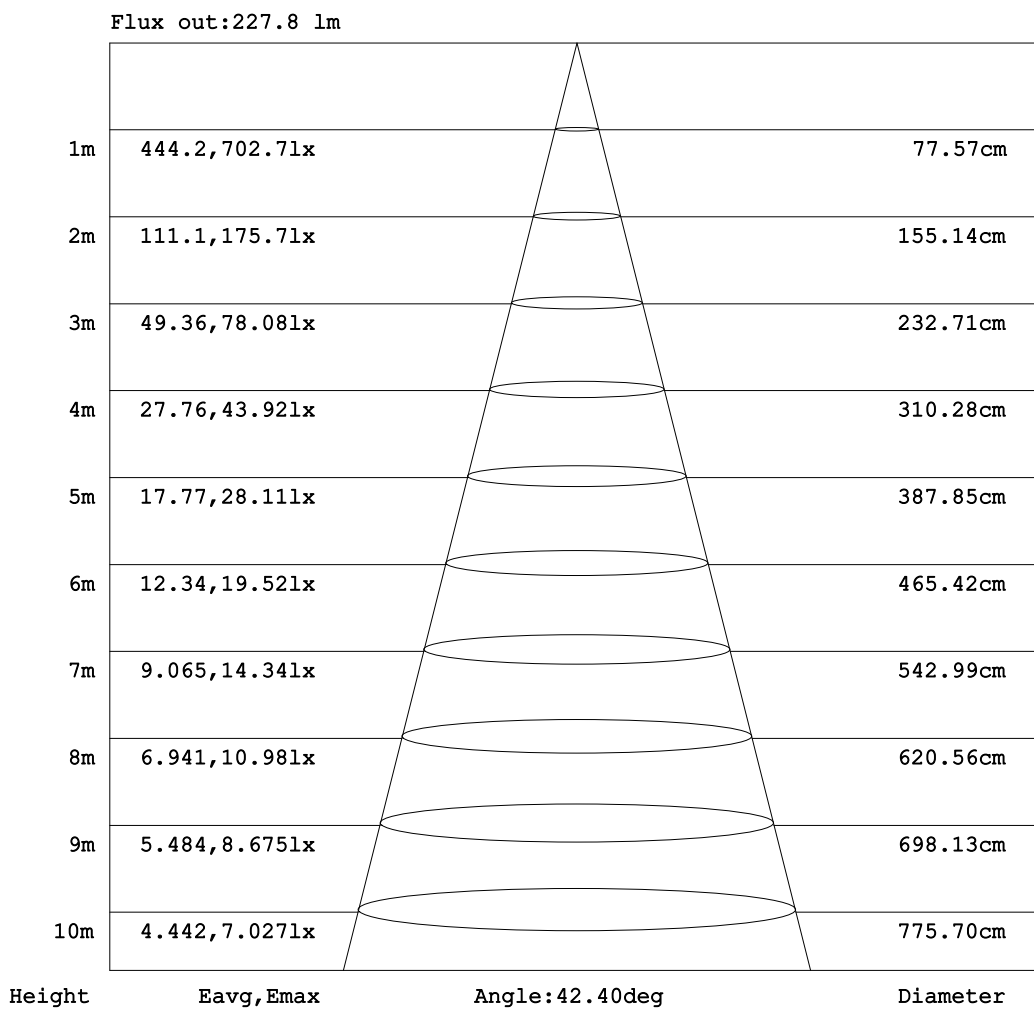 Flux out:227.8 lm
1m 444.2,702.7lx 77.57cm
2m 111.1,175.7lx 155.14cm
3m 49.36,78.08lx 232.71cm
4m 27.76,43.92lx 310.28cm
5m 17.77,28.11lx 387.85cm
6m 12.34,19.52lx 465.42cm
7m 9.065,14.34lx 542.99cm
8m 6.941,10.98lx 620.56cm
9m 5.484,8.675lx 698.13cm
10m 4.442,7.027lx 775.70cm
Height Eavg,Emax Angle:42.40deg Diameter